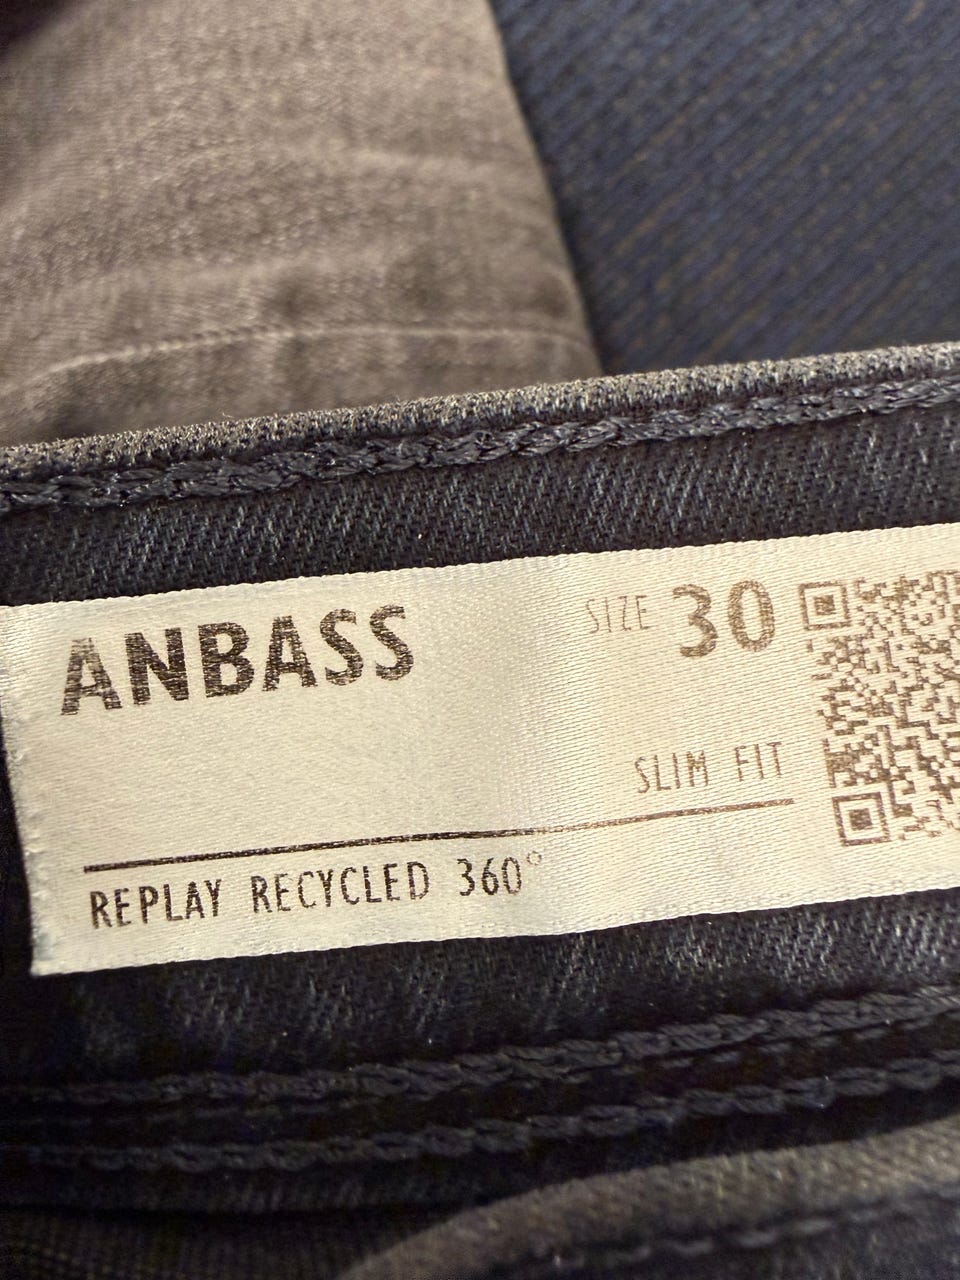 ANBASS
SIZE 30
SLIM FIT
REPLAY RECYCLED 360°